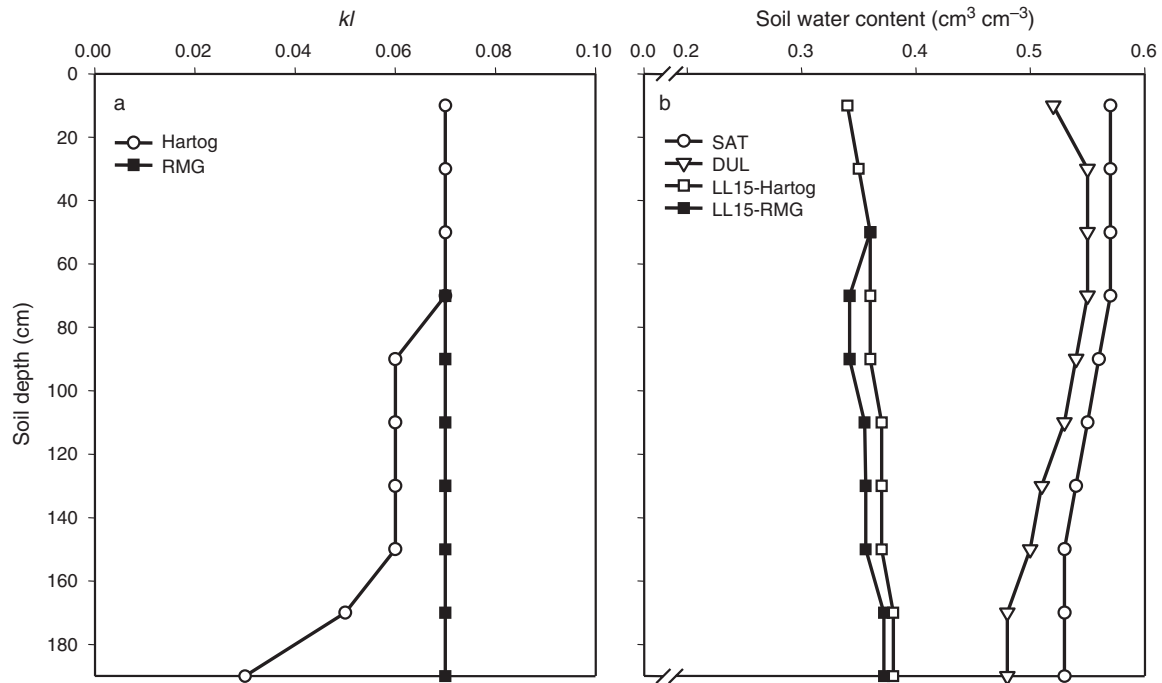 kl
0.00 0.02 0.04 0.06 0.08 0.10
Soil water content (cm³ cm⁻³)
0.0 0.2 0.3 0.4 0.5 0.6
Soil depth (cm)
0
20
40
60
80
100
120
140
160
180
a
Hartog
RMG
b
SAT
DUL
LL15-Hartog
LL15-RMG